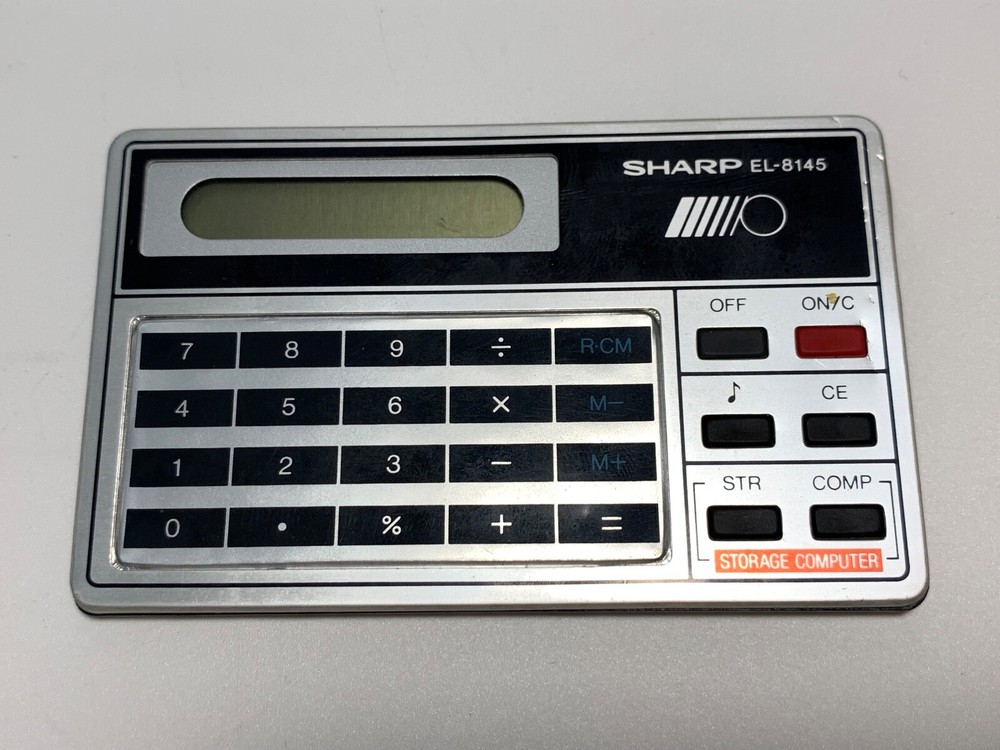 SHARP EL-8145
OFF ON/C
7 8 9 ÷ R·CM
♪ CE
4 5 6 × M−
1 2 3 − M+
STR COMP
0 • % + =
STORAGE COMPUTER